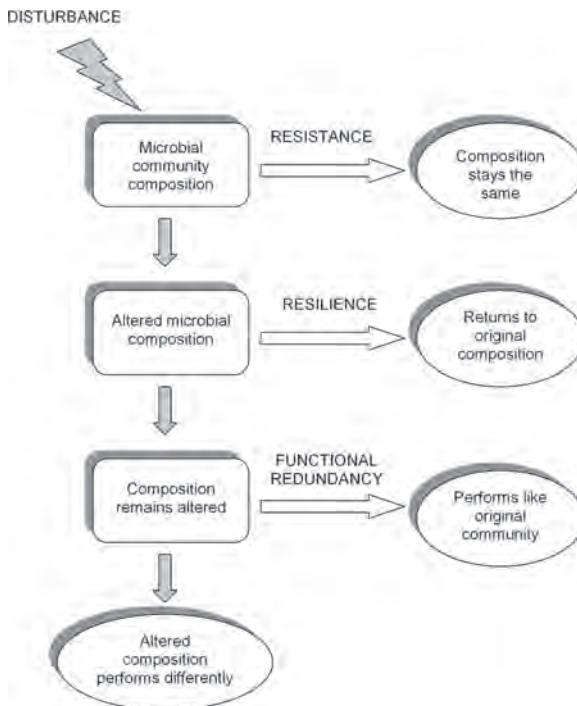 DISTURBANCE
Microbial
community
composition
RESISTANCE
Composition
stays the
same
Altered microbial
composition
RESILIENCE
Returns to
original
composition
Composition
remains altered
FUNCTIONAL
REDUNDANCY
Performs like
original
community
Altered
composition
performs differently